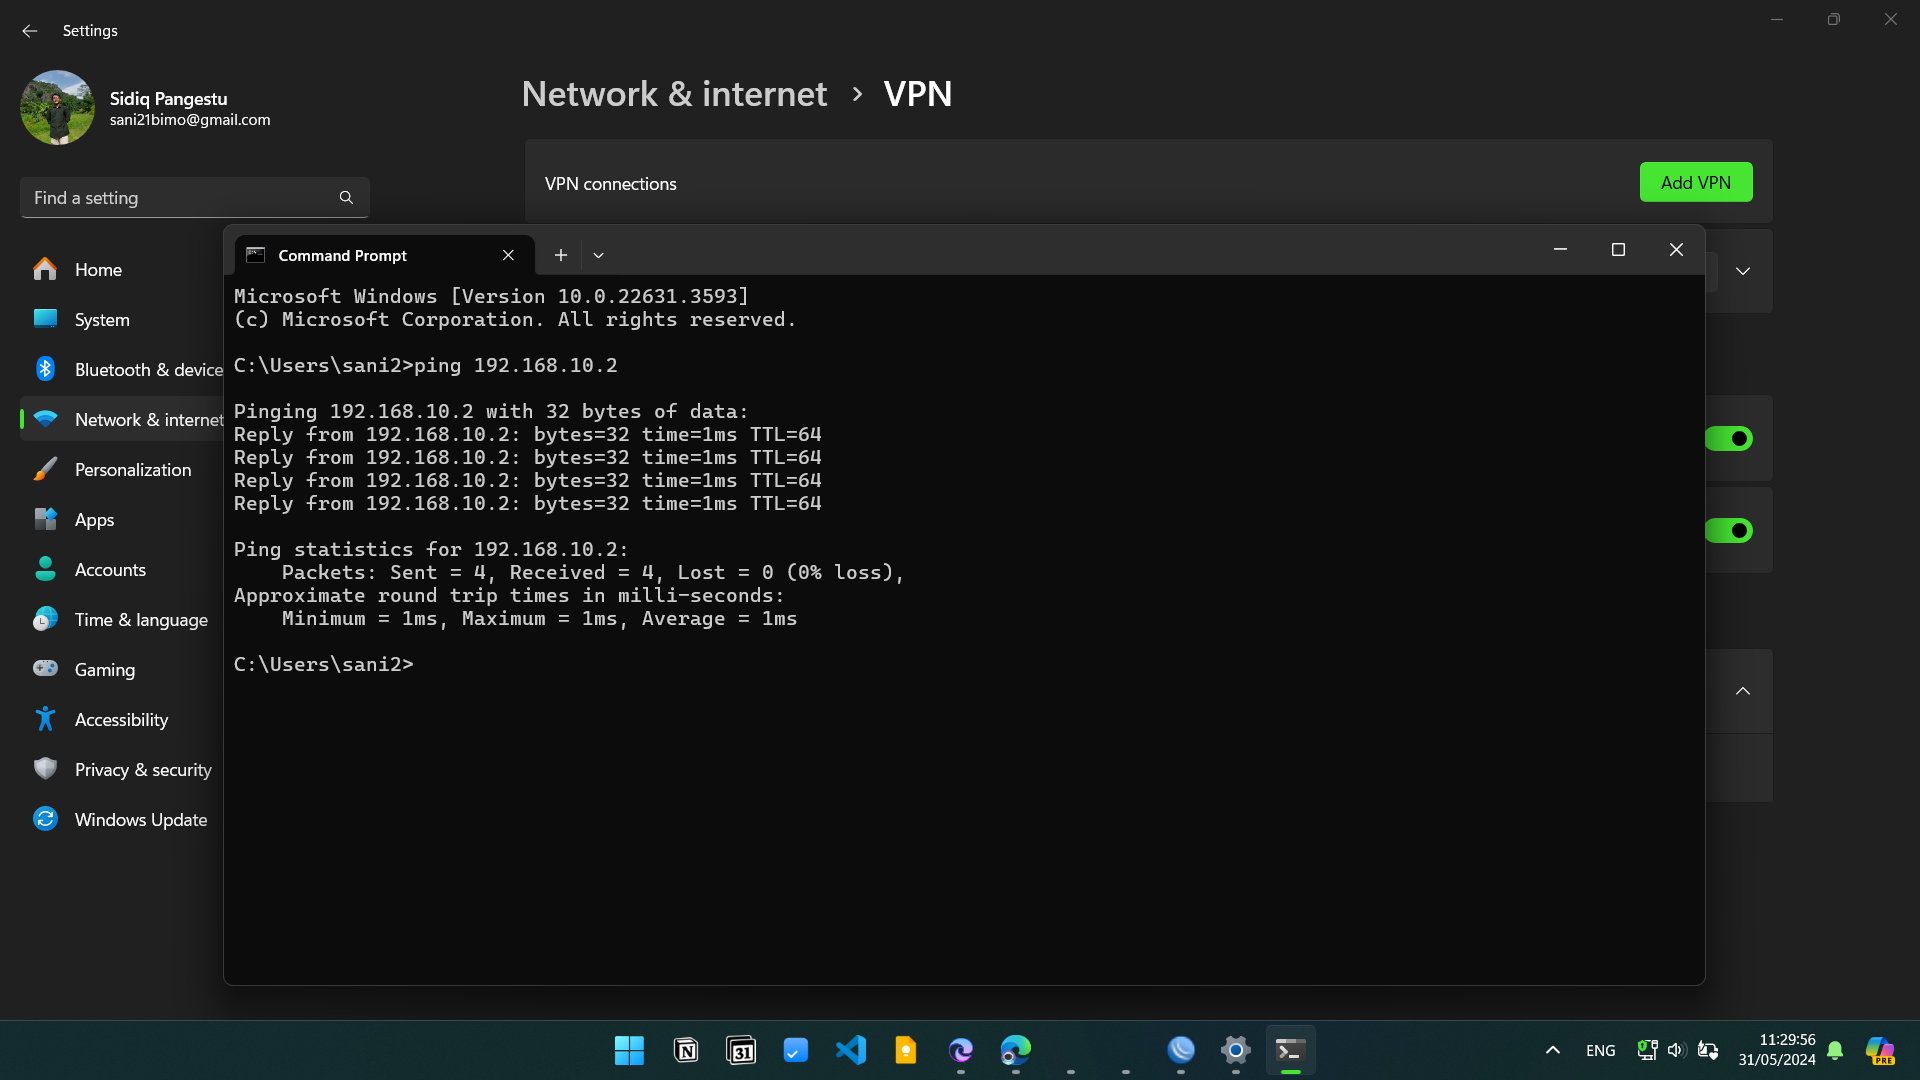 Settings
Sidiq Pangestu
sani21bimo@gmail.com
Find a setting
Home
System
Bluetooth & device
Network & internet
Personalization
Apps
Accounts
Time & language
Gaming
Accessibility
Privacy & security
Windows Update
Network & internet › VPN
VPN connections
Add VPN
Command Prompt
Microsoft Windows [Version 10.0.22631.3593]
(c) Microsoft Corporation. All rights reserved.
C:\Users\sani2>ping 192.168.10.2
Pinging 192.168.10.2 with 32 bytes of data:
Reply from 192.168.10.2: bytes=32 time=1ms TTL=64
Reply from 192.168.10.2: bytes=32 time=1ms TTL=64
Reply from 192.168.10.2: bytes=32 time=1ms TTL=64
Reply from 192.168.10.2: bytes=32 time=1ms TTL=64
Ping statistics for 192.168.10.2:
Packets: Sent = 4, Received = 4, Lost = 0 (0% loss),
Approximate round trip times in milli-seconds:
Minimum = 1ms, Maximum = 1ms, Average = 1ms
C:\Users\sani2>
31
ENG
11:29:56
31/05/2024
PRE